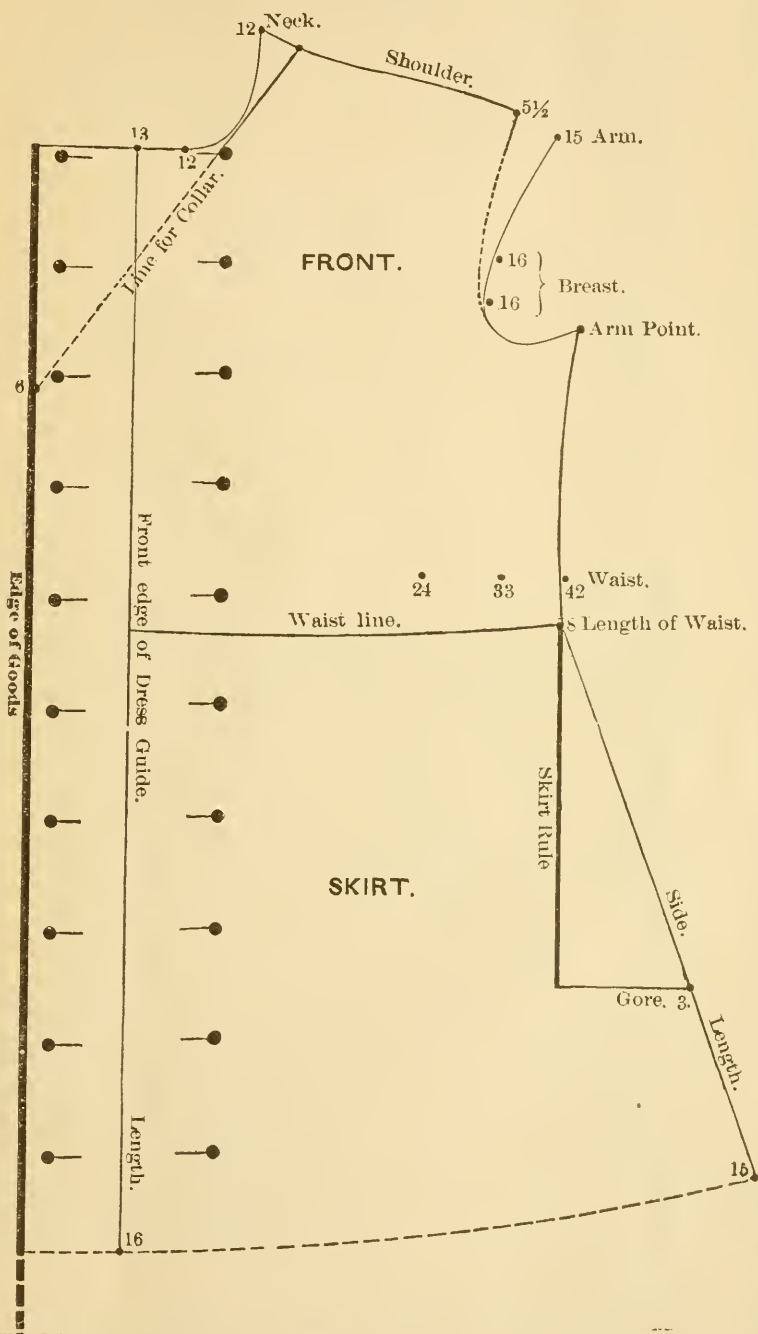 12 Neck.
Shoulder.
5½
13
12
15 Arm.
Line for Collar.
FRONT.
16
16
Breast.
Arm Point.
6
Front edge of Dress Guide.
Edge of Goods
24
33
42
Waist.
Waist line.
8 Length of Waist.
Skirt Rule
SKIRT.
Side.
Gore. 3.
Length.
Length.
15
16